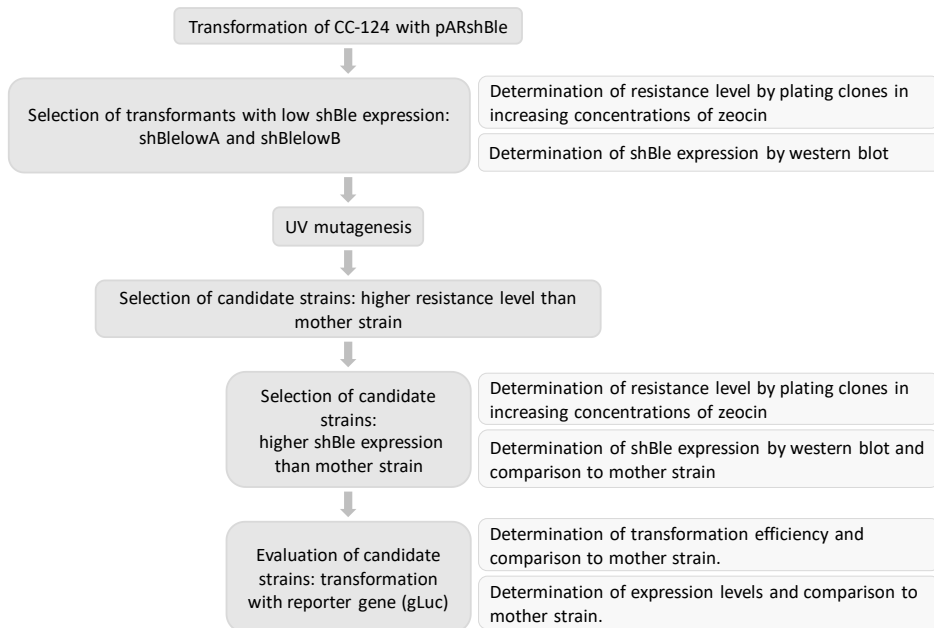 Transformation of CC-124 with pARshBle
Selection of transformants with low shBle expression:
shBlelowA and shBlelowB
Determination of resistance level by plating clones in
increasing concentrations of zeocin
Determination of shBle expression by western blot
UV mutagenesis
Selection of candidate strains: higher resistance level than
mother strain
Selection of candidate
strains:
higher shBle expression
than mother strain
Determination of resistance level by plating clones in
increasing concentrations of zeocin
Determination of shBle expression by western blot and
comparison to mother strain
Evaluation of candidate
strains: transformation
with reporter gene (gLuc)
Determination of transformation efficiency and
comparison to mother strain.
Determination of expression levels and comparison to
mother strain.